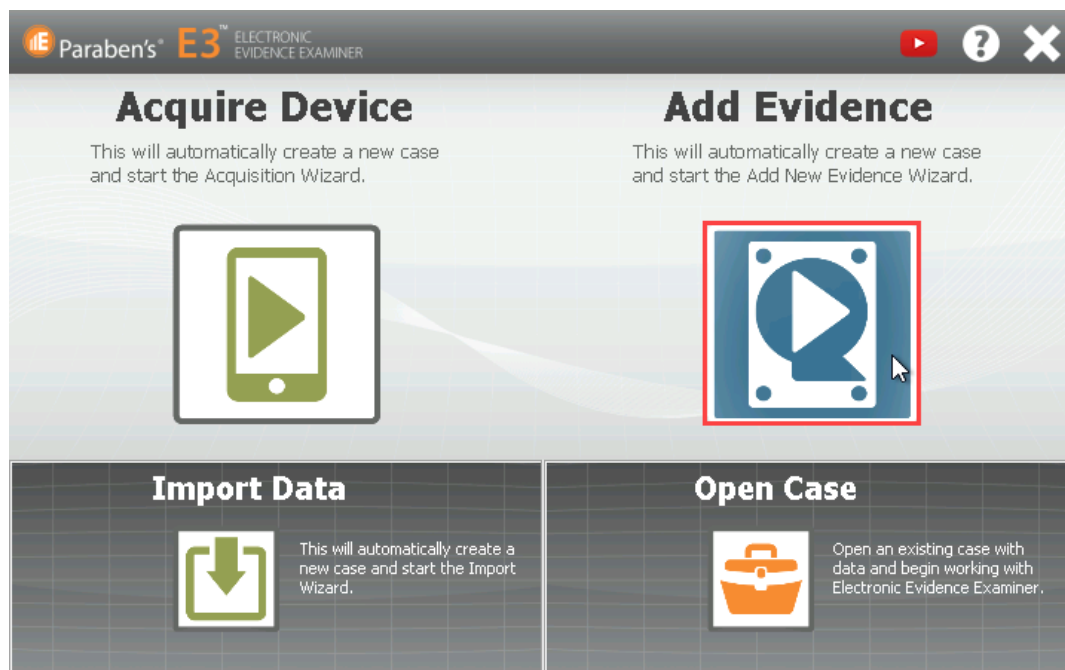 Paraben's® E3™ ELECTRONIC
EVIDENCE EXAMINER
Acquire Device
This will automatically create a new case
and start the Acquisition Wizard.
Add Evidence
This will automatically create a new case
and start the Add New Evidence Wizard.
Import Data
This will automatically create a
new case and start the Import
Wizard.
Open Case
Open an existing case with
data and begin working with
Electronic Evidence Examiner.